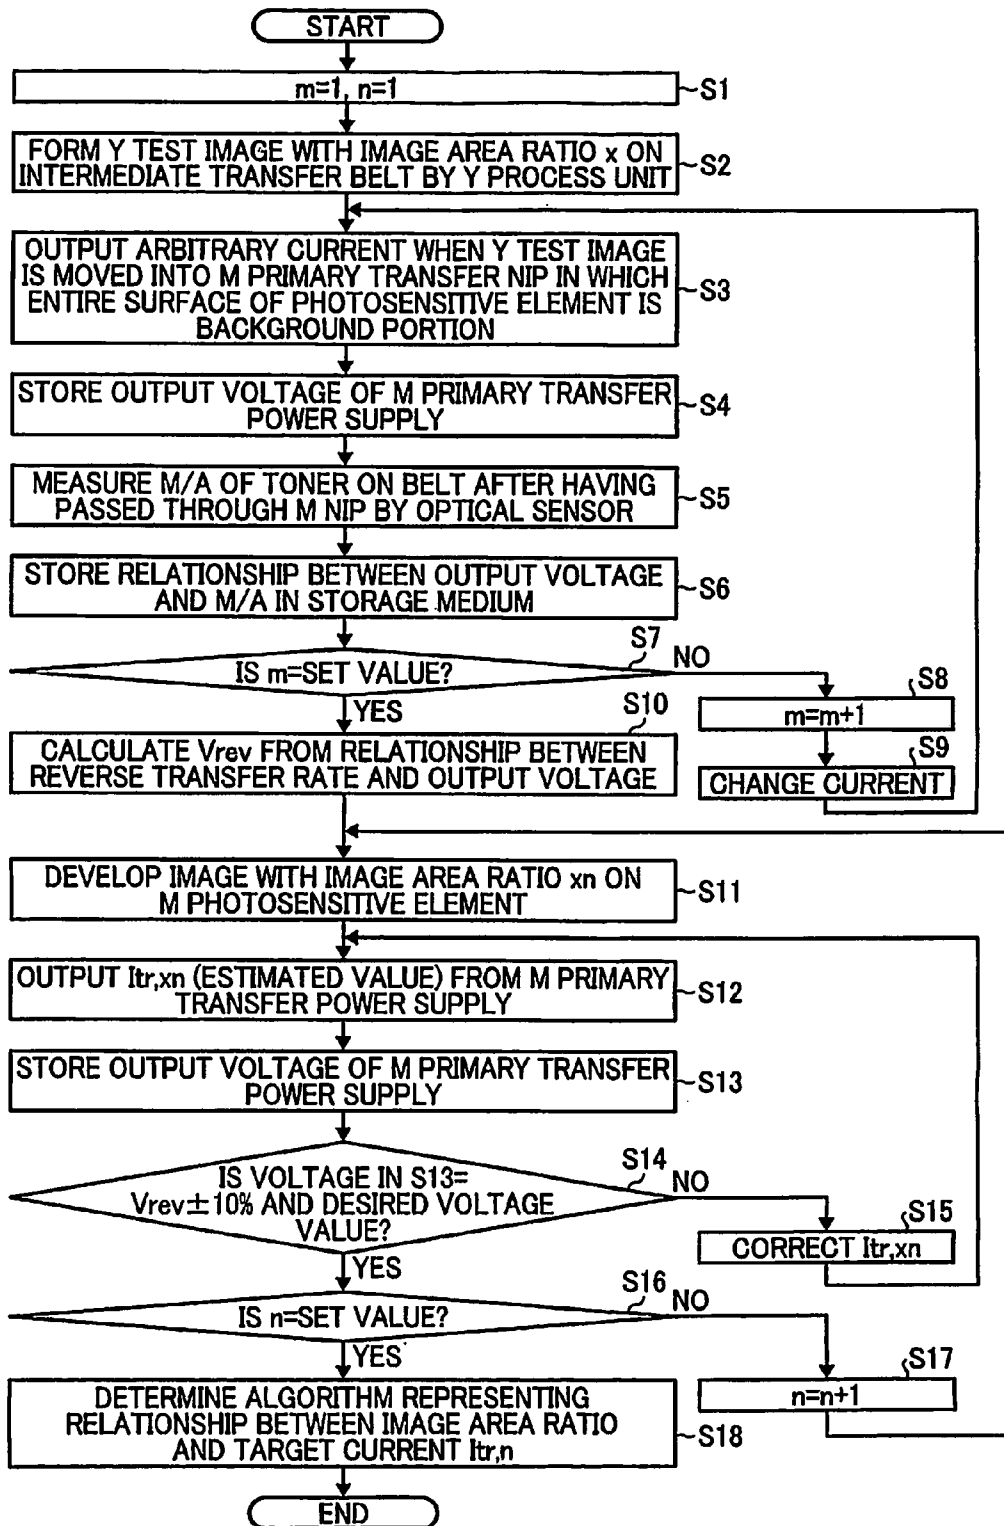 START
m=1, n=1
~S1
FORM Y TEST IMAGE WITH IMAGE AREA RATIO x ON
INTERMEDIATE TRANSFER BELT BY Y PROCESS UNIT
~S2
OUTPUT ARBITRARY CURRENT WHEN Y TEST IMAGE
IS MOVED INTO M PRIMARY TRANSFER NIP IN WHICH
ENTIRE SURFACE OF PHOTOSENSITIVE ELEMENT IS
BACKGROUND PORTION
~S3
STORE OUTPUT VOLTAGE OF M PRIMARY TRANSFER
POWER SUPPLY
~S4
MEASURE M/A OF TONER ON BELT AFTER HAVING
PASSED THROUGH M NIP BY OPTICAL SENSOR
~S5
STORE RELATIONSHIP BETWEEN OUTPUT VOLTAGE
AND M/A IN STORAGE MEDIUM
~S6
S7
IS m=SET VALUE?
NO
YES
S8
m=m+1
S9
CHANGE CURRENT
S10
CALCULATE Vrev FROM RELATIONSHIP BETWEEN
REVERSE TRANSFER RATE AND OUTPUT VOLTAGE
DEVELOP IMAGE WITH IMAGE AREA RATIO xn ON
M PHOTOSENSITIVE ELEMENT
~S11
OUTPUT Itr,xn (ESTIMATED VALUE) FROM M PRIMARY
TRANSFER POWER SUPPLY
~S12
STORE OUTPUT VOLTAGE OF M PRIMARY TRANSFER
POWER SUPPLY
~S13
S14
IS VOLTAGE IN S13=
Vrev±10% AND DESIRED VOLTAGE
VALUE?
NO
YES
S15
CORRECT Itr,xn
S16
IS n=SET VALUE?
NO
YES
S17
n=n+1
DETERMINE ALGORITHM REPRESENTING
RELATIONSHIP BETWEEN IMAGE AREA RATIO
AND TARGET CURRENT Itr,n
~S18
END